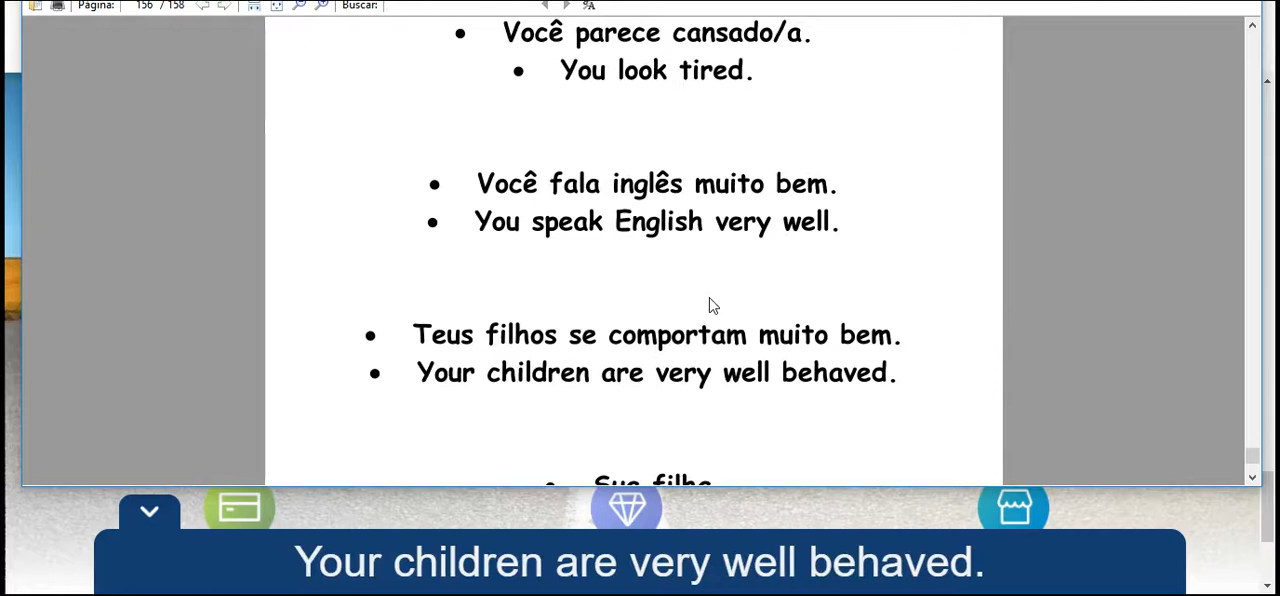 Página: 156 / 158 Buscar:
• Você parece cansado/a.
• You look tired.
• Você fala inglês muito bem.
• You speak English very well.
• Teus filhos se comportam muito bem.
• Your children are very well behaved.
• Sua filha
Your children are very well behaved.